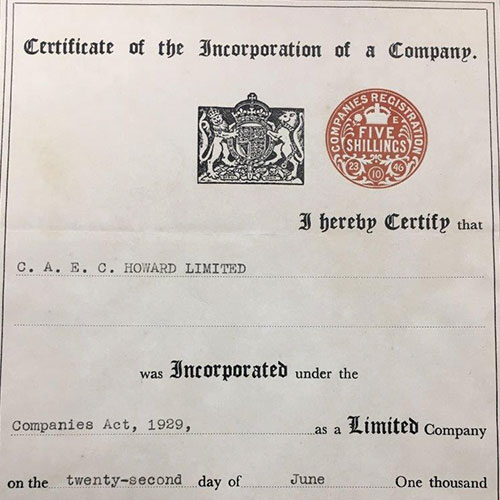 Certificate of the Incorporation of a Company.
COMPANIES REGISTRATION
E
FIVE
SHILLINGS
23 10 46
I hereby Certify that
C. A. E. C. HOWARD LIMITED
was Incorporated under the
Companies Act, 1929, as a Limited Company
on the twenty-second day of June One thousand